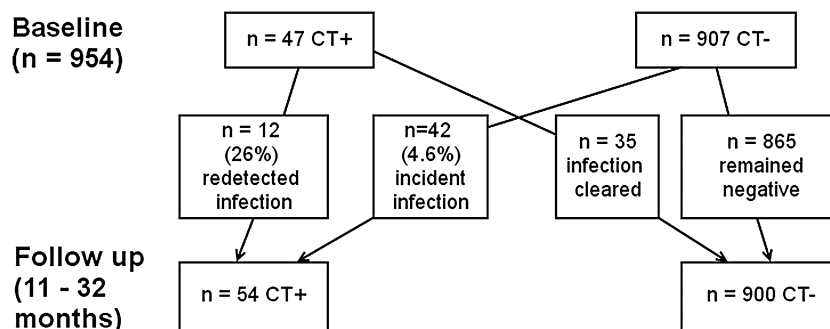 Baseline
(n = 954)
n = 47 CT+
n = 907 CT-
n = 12
(26%)
redetected
infection
n=42
(4.6%)
incident
infection
n = 35
infection
cleared
n = 865
remained
negative
Follow up
(11 - 32
months)
n = 54 CT+
n = 900 CT-